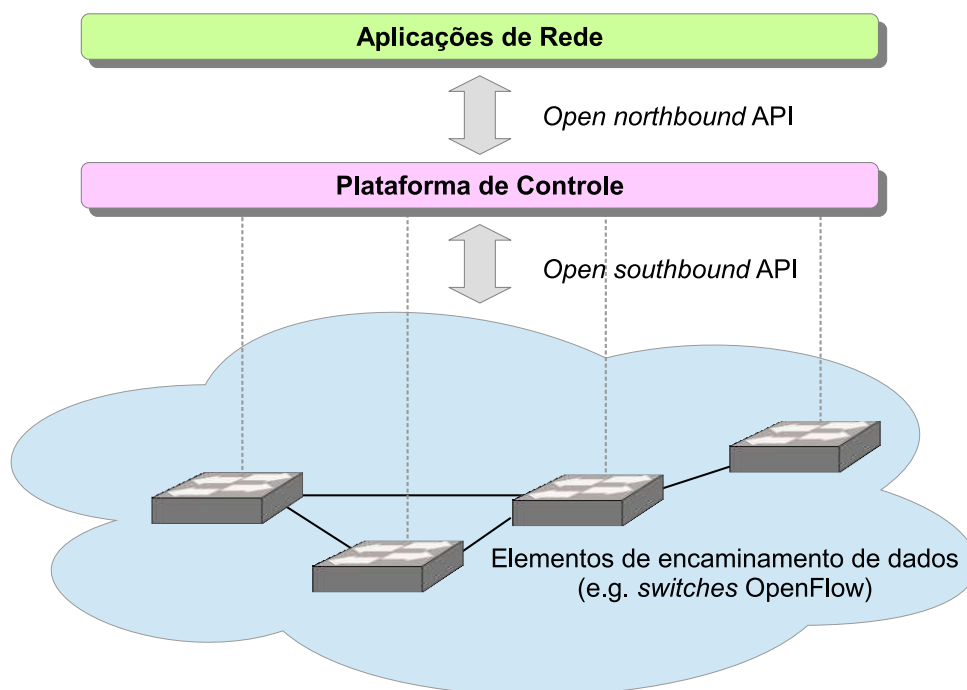 Aplicações de Rede
Open northbound API
Plataforma de Controle
Open southbound API
Elementos de encaminamento de dados
(e.g. switches OpenFlow)